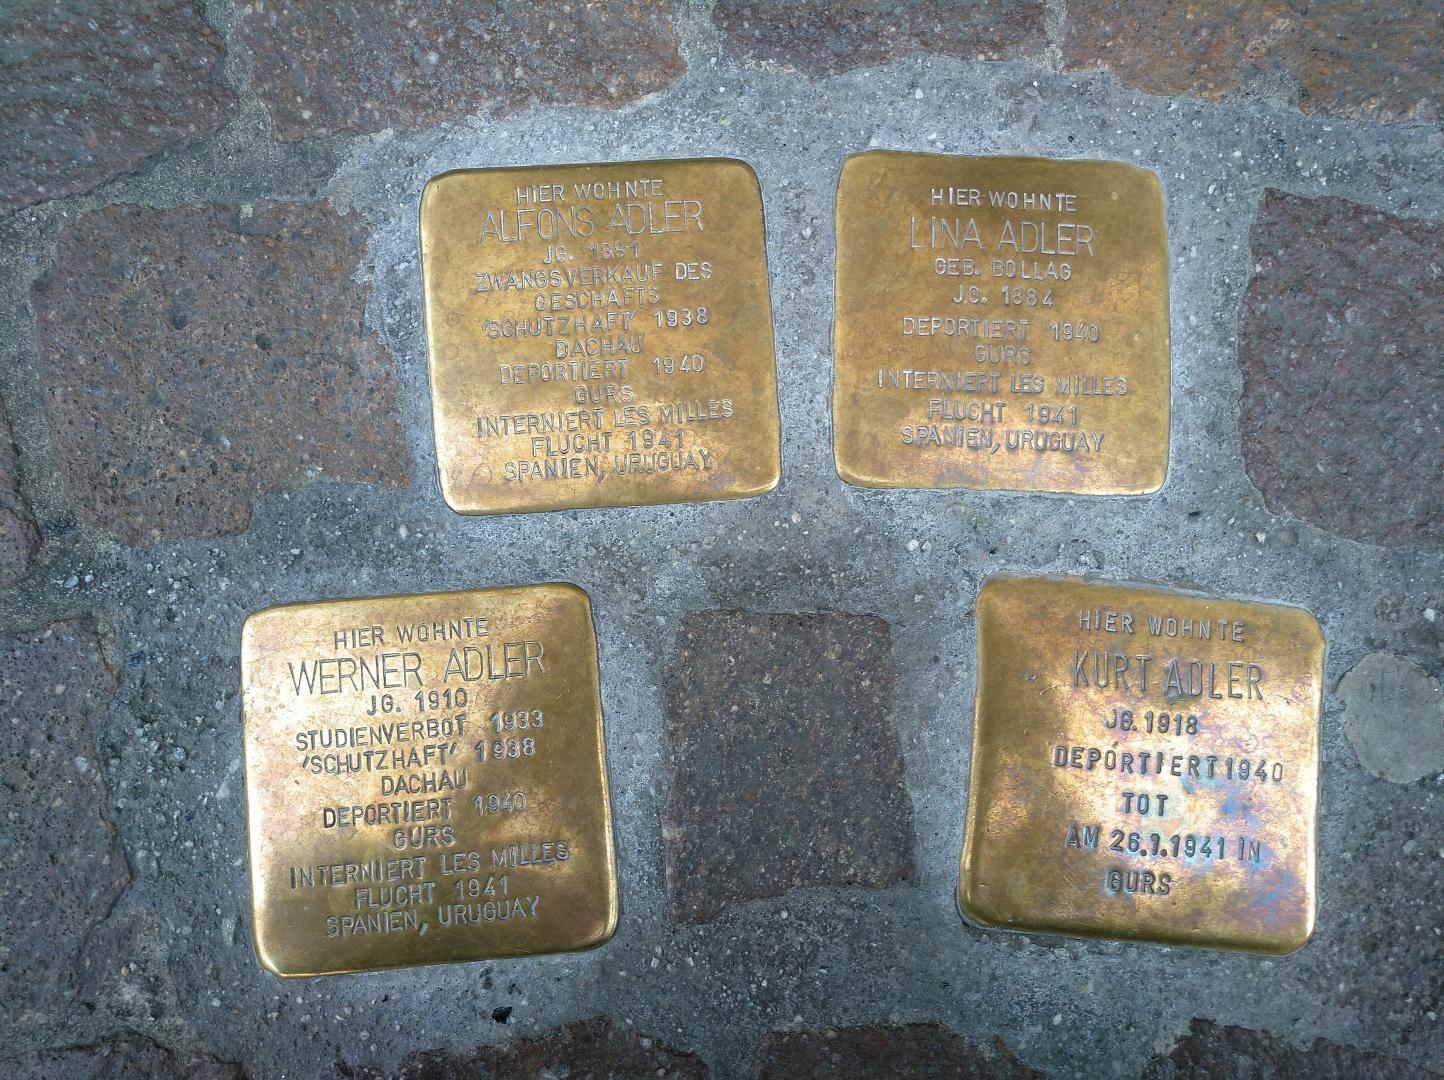 HIER WOHNTE
ALFONS ADLER
JG. 1881
ZWANGSVERKAUF DES
GESCHÄFTS
'SCHUTZHAFT' 1938
DACHAU
DEPORTIERT 1940
GURS
INTERNIERT LES MILLES
FLUCHT 1941
SPANIEN, URUGUAY
HIER WOHNTE
LINA ADLER
GEB. BOLLAG
JG. 1884
DEPORTIERT 1940
GURS
INTERNIERT LES MILLES
FLUCHT 1941
SPANIEN, URUGUAY
HIER WOHNTE
WERNER ADLER
JG. 1910
STUDIENVERBOT 1933
'SCHUTZHAFT' 1938
DACHAU
DEPORTIERT 1940
GURS
INTERNIERT LES MILLES
FLUCHT 1941
SPANIEN, URUGUAY
HIER WOHNTE
KURT ADLER
JG. 1918
DEPORTIERT 1940
TOT
AM 26.1.1941 IN
GURS